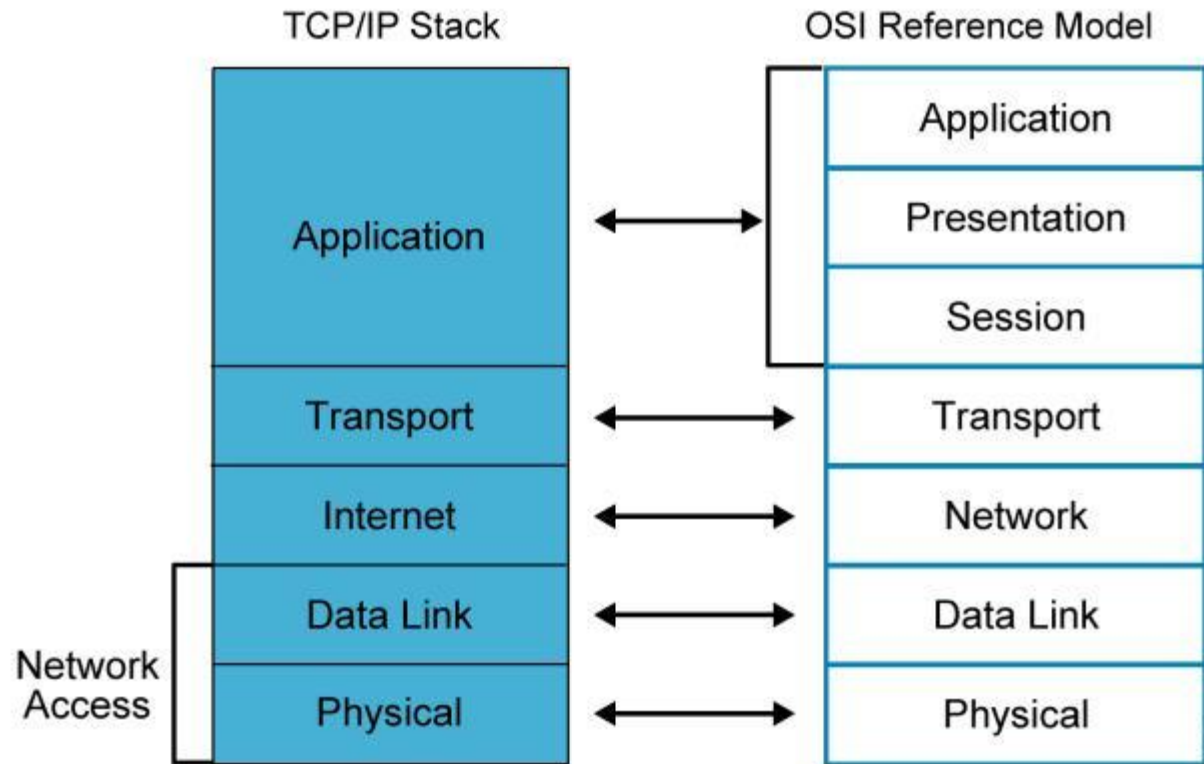 TCP/IP Stack
OSI Reference Model
Application
Transport
Internet
Data Link
Physical
Network
Access
Application
Presentation
Session
Transport
Network
Data Link
Physical